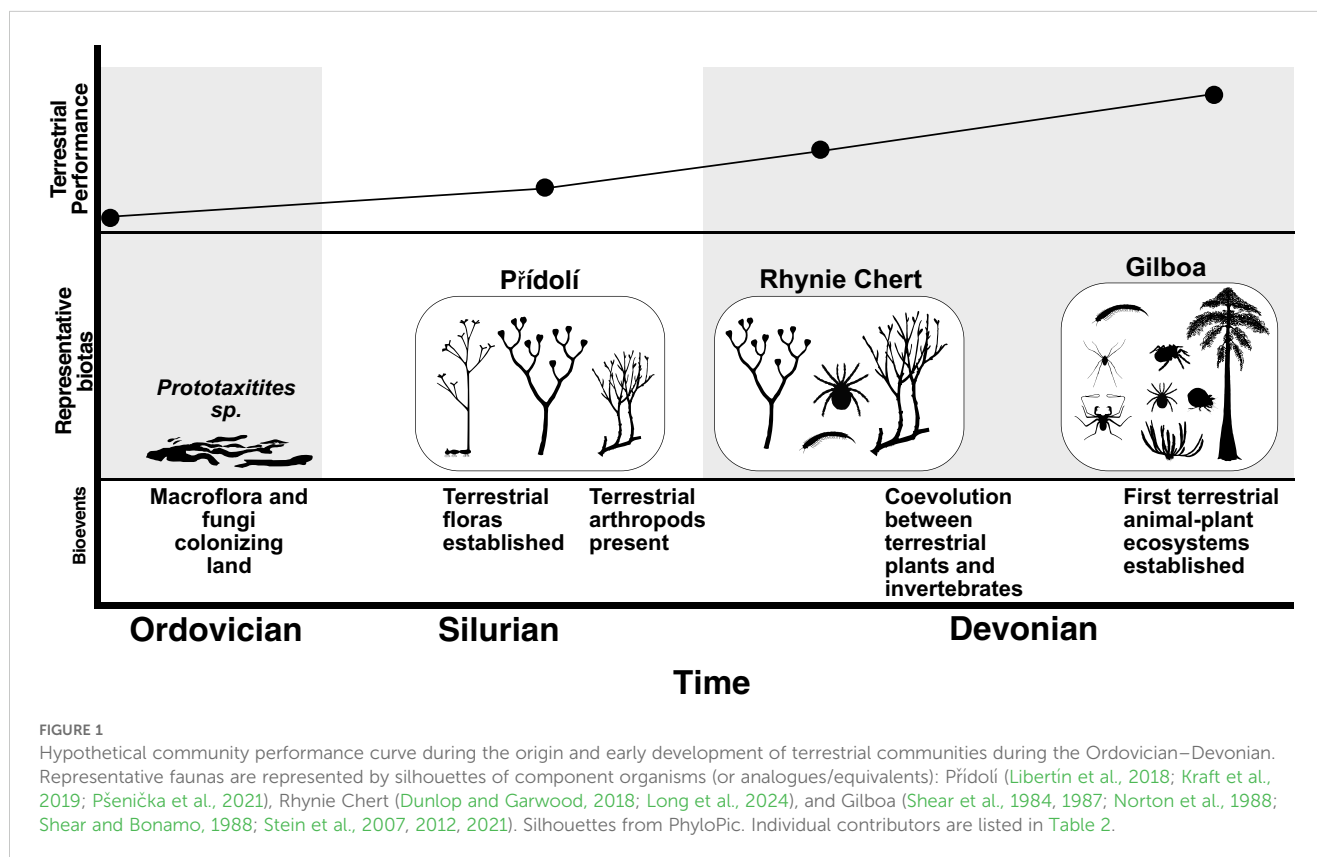 Terrestrial
Performance
Representative
biotas
Prototaxitites
sp.
Přídolí
Rhynie Chert
Gilboa
Bioevents
Macroflora and
fungi
colonizing
land
Terrestrial
floras
established
Terrestrial
arthropods
present
Coevolution
between
terrestrial
plants and
invertebrates
First terrestrial
animal-plant
ecosystems
established
Ordovician
Silurian
Devonian
Time
FIGURE 1
Hypothetical community performance curve during the origin and early development of terrestrial communities during the Ordovician–Devonian.
Representative faunas are represented by silhouettes of component organisms (or analogues/equivalents): Přídolí (Libertín et al., 2018; Kraft et al.,
2019; Pšenička et al., 2021), Rhynie Chert (Dunlop and Garwood, 2018; Long et al., 2024), and Gilboa (Shear et al., 1984, 1987; Norton et al., 1988;
Shear and Bonamo, 1988; Stein et al., 2007, 2012, 2021). Silhouettes from PhyloPic. Individual contributors are listed in Table 2.